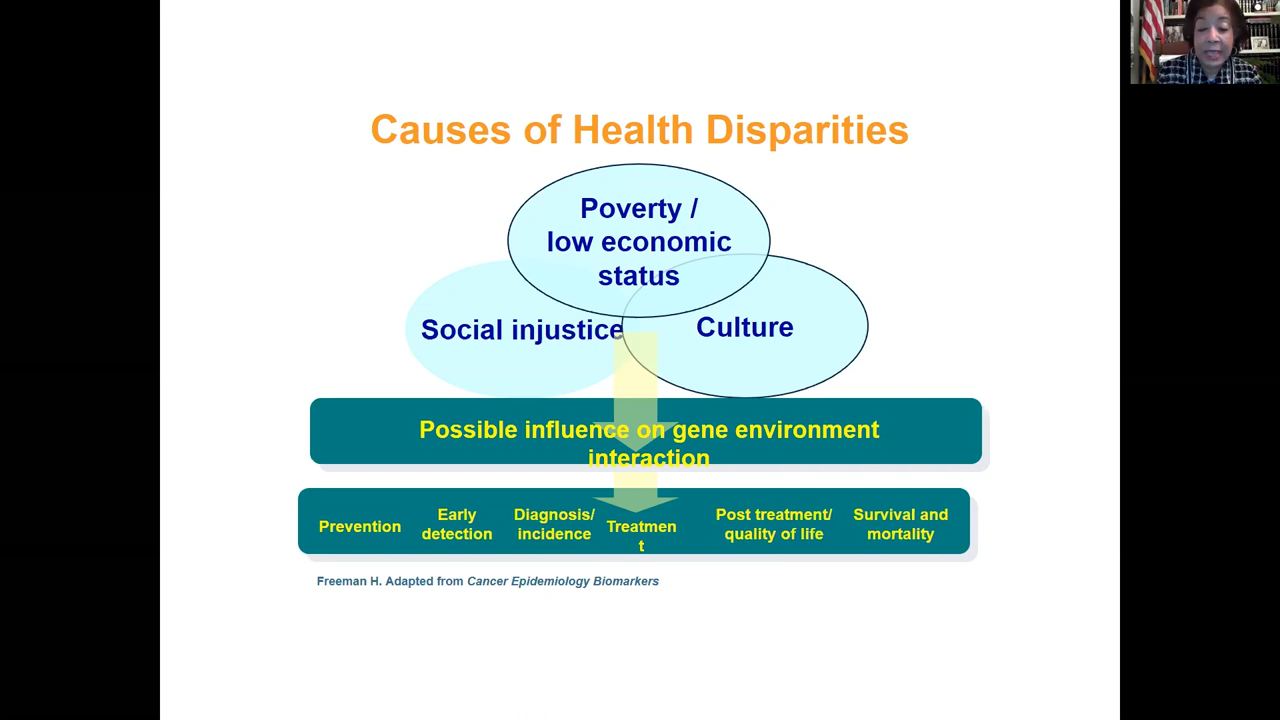 Causes of Health Disparities
Poverty /
low economic
status
Social injustice
Culture
Possible influence on gene environment
interaction
Prevention
Early
detection
Diagnosis/
incidence
Treatmen
t
Post treatment/
quality of life
Survival and
mortality
Freeman H. Adapted from Cancer Epidemiology Biomarkers